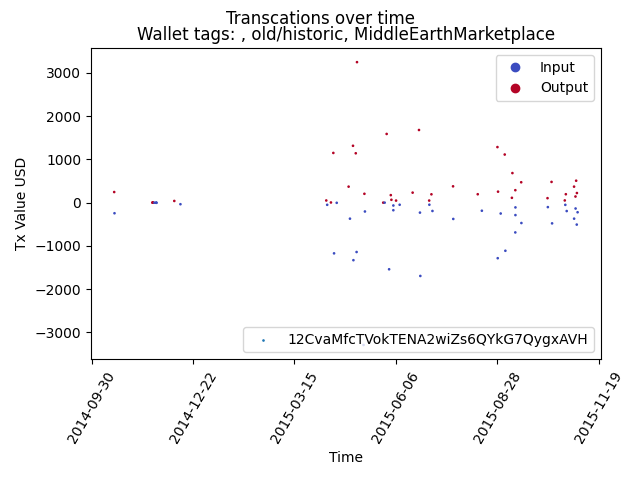 Transcations over time
Wallet tags: , old/historic, MiddleEarthMarketplace
3000
2000
1000
0
−1000
−2000
−3000
Tx Value USD
Input
Output
12CvaMfcTVokTENA2wiZs6QYkG7QygxAVH
2014-09-30
2014-12-22
2015-03-15
2015-06-06
2015-08-28
2015-11-19
Time